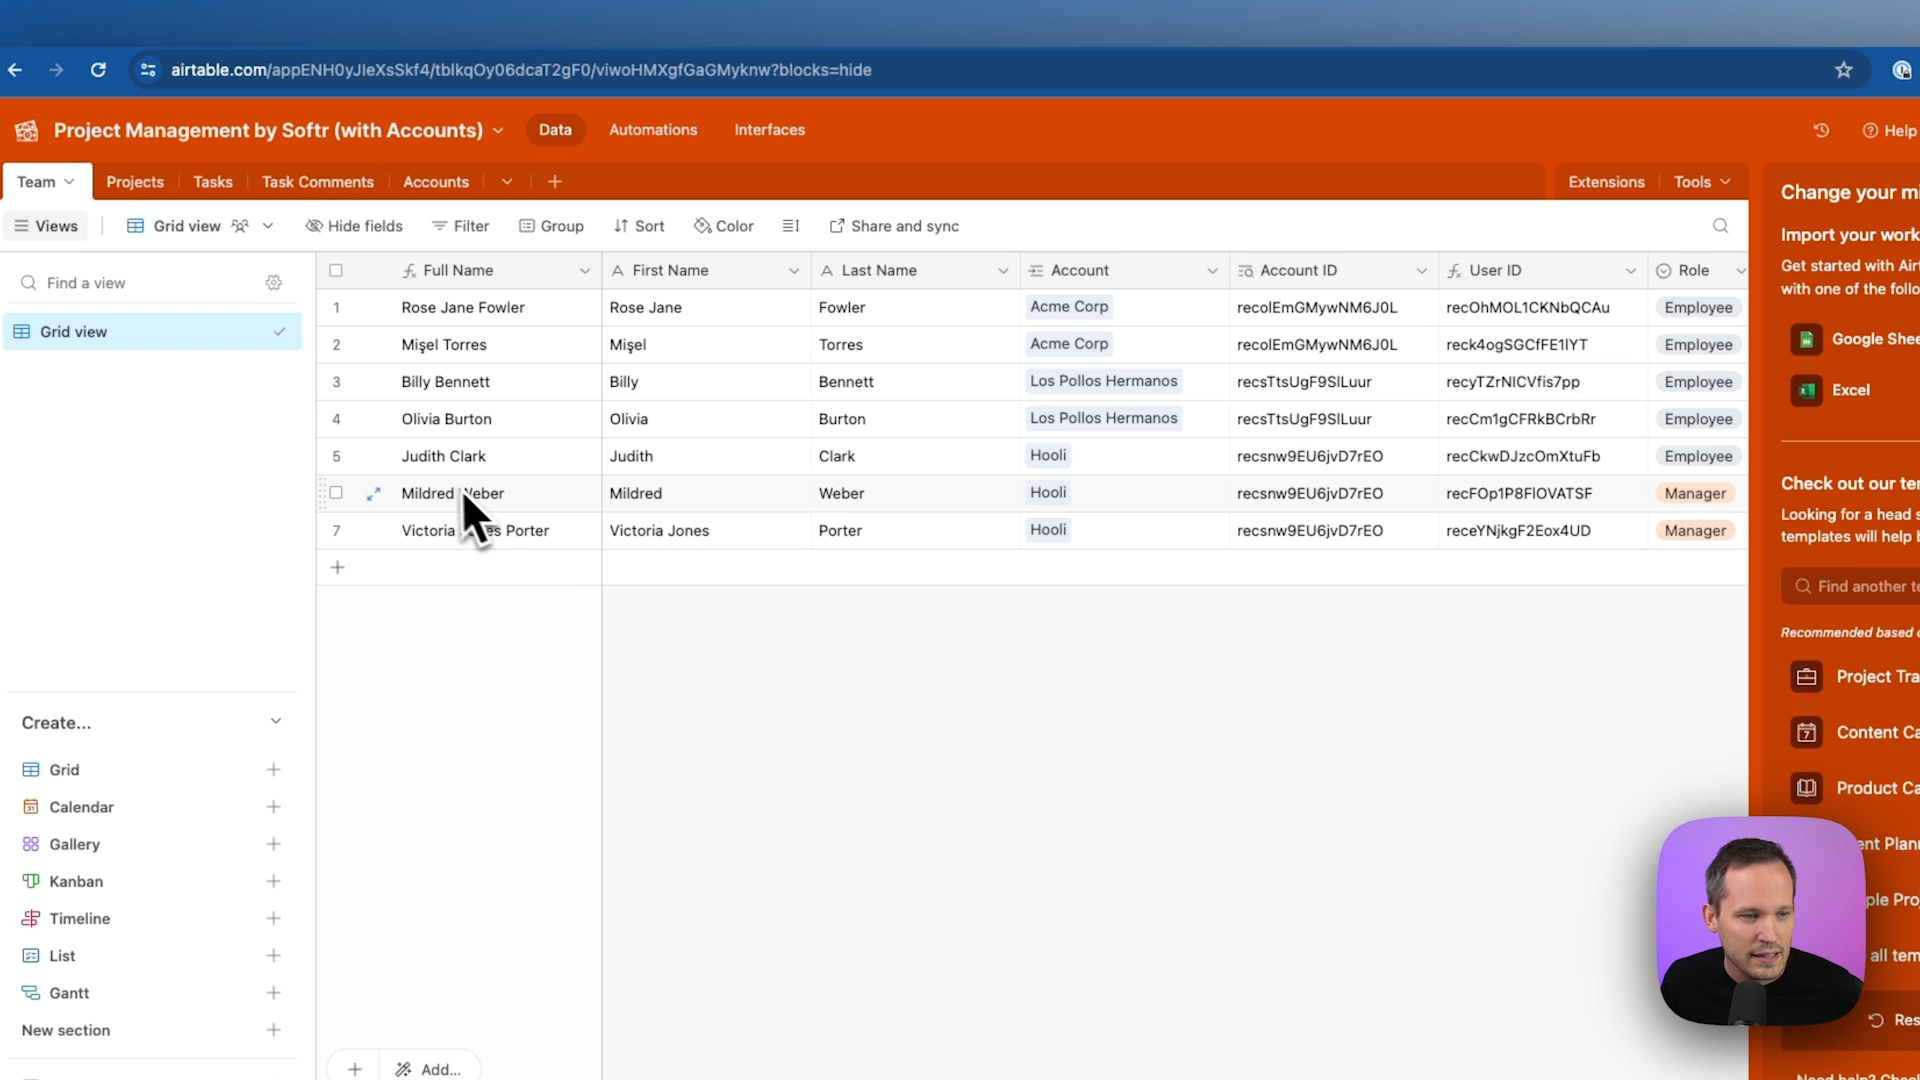 airtable.com/appENH0yJIeXsSkf4/tblkqOy06dcaT2gF0/viwoHMXgfGaGMyknw?blocks=hide
Project Management by Softr (with Accounts)
Data
Automations
Interfaces
Help
Team
Projects
Tasks
Task Comments
Accounts
Extensions
Tools
Views
Grid view
Hide fields
Filter
Group
Sort
Color
Share and sync
Find a view
Grid view
Full Name First Name Last Name Account Account ID User ID Role
1 Rose Jane Fowler Rose Jane Fowler Acme Corp recolEmGMywNM6J0L recOhMOL1CKNbQCAu Employee
2 Mişel Torres Mişel Torres Acme Corp recolEmGMywNM6J0L reck4ogSGCfFE1IYT Employee
3 Billy Bennett Billy Bennett Los Pollos Hermanos recsTtsUgF9SlLuur recyTZrNICVfis7pp Employee
4 Olivia Burton Olivia Burton Los Pollos Hermanos recsTtsUgF9SlLuur recCm1gCFRkBCrbRr Employee
5 Judith Clark Judith Clark Hooli recsnw9EU6jvD7rEO recCkwDJzcOmXtuFb Employee
Mildred Weber Mildred Weber Hooli recsnw9EU6jvD7rEO recFOp1P8FlOVATSF Manager
7 Victoria Porter Victoria Jones Porter Hooli recsnw9EU6jvD7rEO receYNjkgF2Eox4UD Manager
Create...
Grid
Calendar
Gallery
Kanban
Timeline
List
Gantt
New section
Add...
Change your mi
Import your work
Get started with Air
with one of the follo
Google Shee
Excel
Check out our te
Looking for a head s
templates will help b
Find another te
Recommended based o
Project Tra
Content Ca
7
Product Ca
ent Plann
ple Pro
all tem
Res